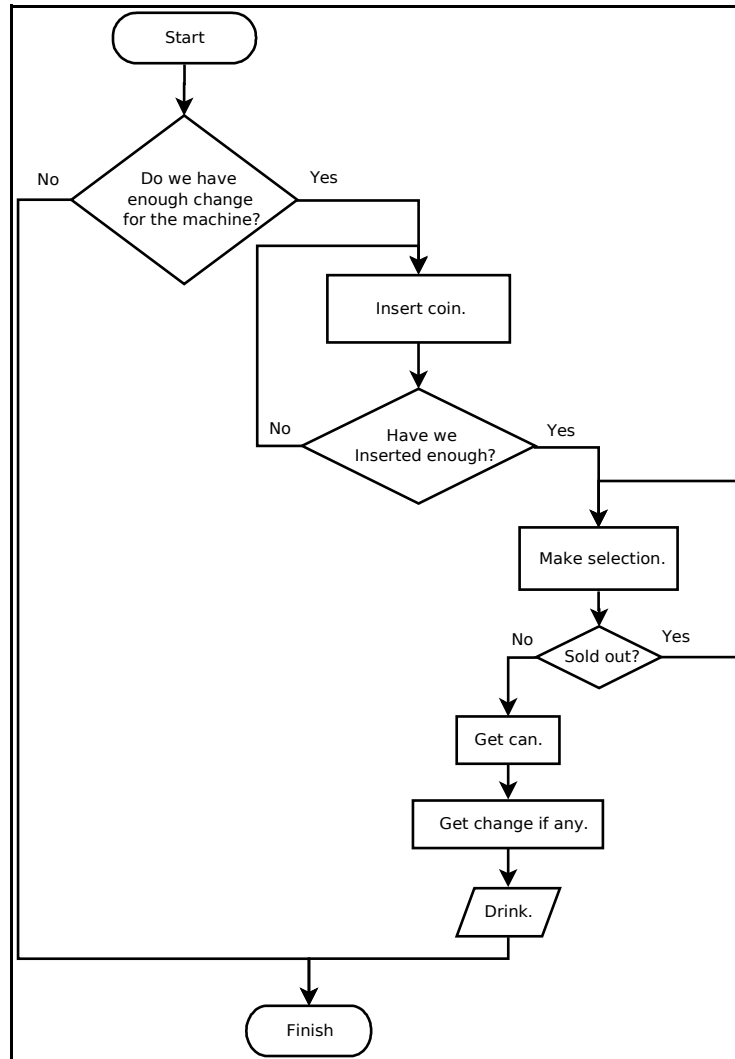 Start
Do we have
enough change
for the machine?
No
Yes
Insert coin.
Have we
Inserted enough?
No
Yes
Make selection.
Sold out?
No
Yes
Get can.
Get change if any.
Drink.
Finish